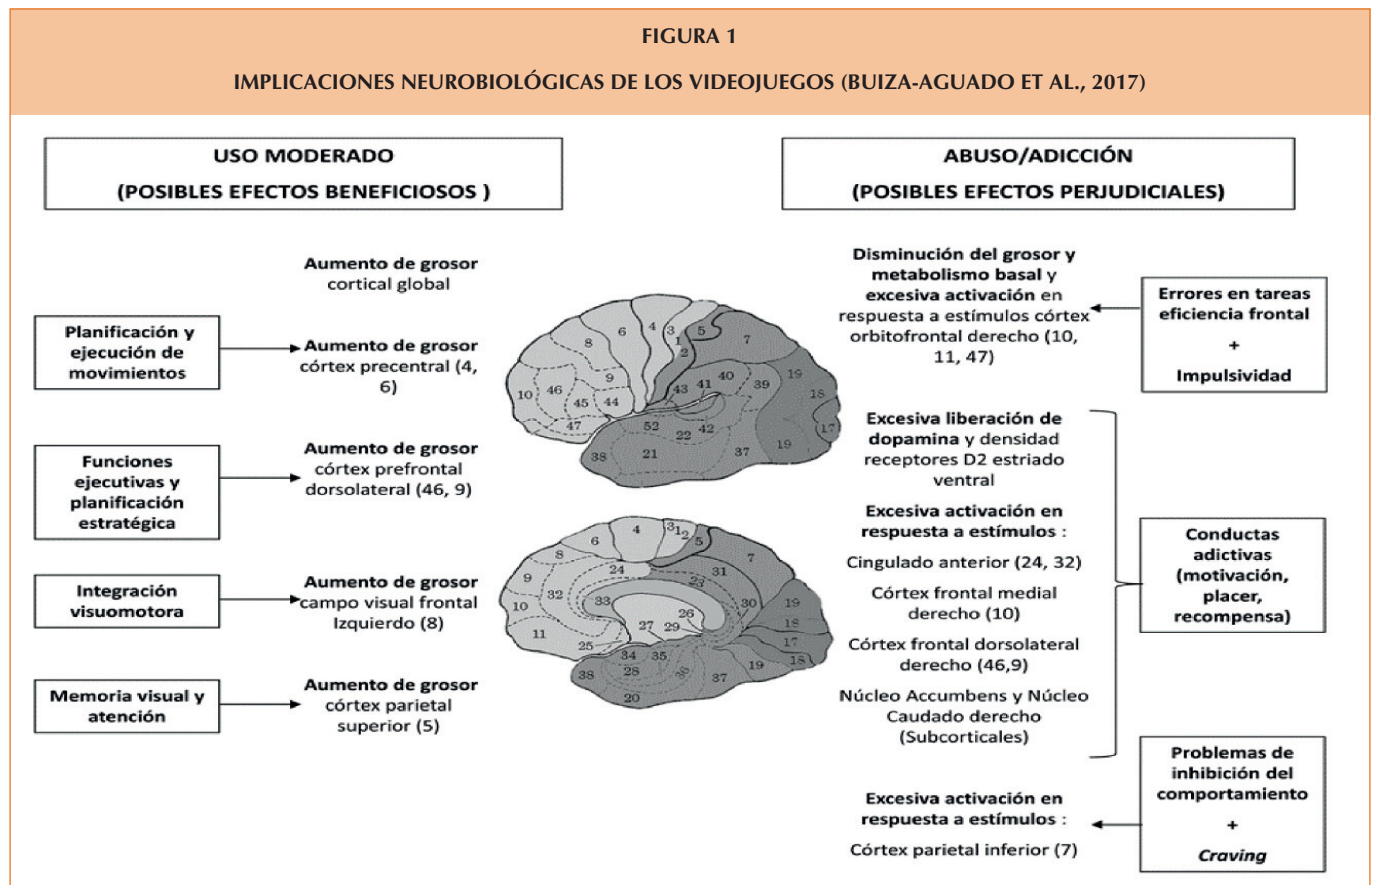 FIGURA 1
IMPLICACIONES NEUROBIOLÓGICAS DE LOS VIDEOJUEGOS (BUIZA-AGUADO ET AL., 2017)
USO MODERADO
(POSIBLES EFECTOS BENEFICIOSOS )
Aumento de grosor
cortical global
Planificación y
ejecución de
movimientos
Aumento de grosor
córtex precentral (4,
6)
Funciones
ejecutivas y
planificación
estratégica
Aumento de grosor
córtex prefrontal
dorsolateral (46, 9)
Integración
visuomotora
Aumento de grosor
campo visual frontal
Izquierdo (8)
Memoria visual y
atención
Aumento de grosor
córtex parietal
superior (5)
6 4 3 5
1
8 2 7
9 43 41 40 39 19
10 46 45 44 18
47 52 22 42 17
38 21 37 19
4 3 1 2 5
6
8 7
9 24 23 31
32 33 30 19
10 26 18
11 27 29 17
25 34 35 18
38 28 36 37 19
20
ABUSO/ADICCIÓN
(POSIBLES EFECTOS PERJUDICIALES)
Disminución del grosor y
metabolismo basal y
excesiva activación en
respuesta a estímulos córtex
orbitofrontal derecho (10,
11, 47)
Errores en tareas
eficiencia frontal
+
Impulsividad
Excesiva liberación de
dopamina y densidad
receptores D2 estriado
ventral
Excesiva activación en
respuesta a estímulos :
Cingulado anterior (24, 32)
Córtex frontal medial
derecho (10)
Córtex frontal dorsolateral
derecho (46,9)
Núcleo Accumbens y Núcleo
Caudado derecho
(Subcorticales)
Conductas
adictivas
(motivación,
placer,
recompensa)
Excesiva activación en
respuesta a estímulos :
Córtex parietal inferior (7)
Problemas de
inhibición del
comportamiento
+
Craving